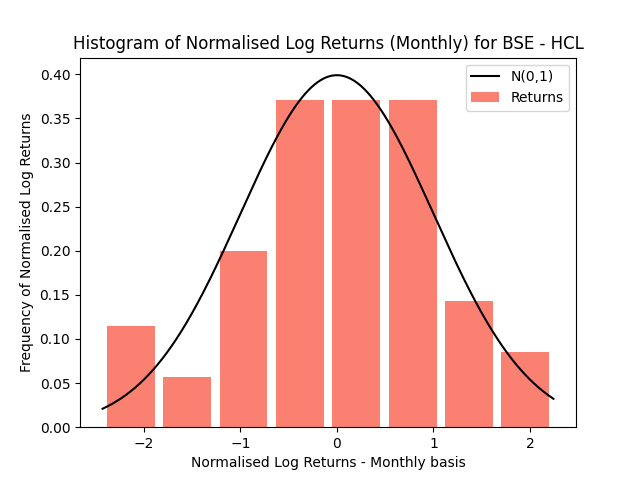 Histogram of Normalised Log Returns (Monthly) for BSE - HCL
N(0,1)
Returns
Frequency of Normalised Log Returns
0.40
0.35
0.30
0.25
0.20
0.15
0.10
0.05
0.00
−2
−1
0
1
2
Normalised Log Returns - Monthly basis